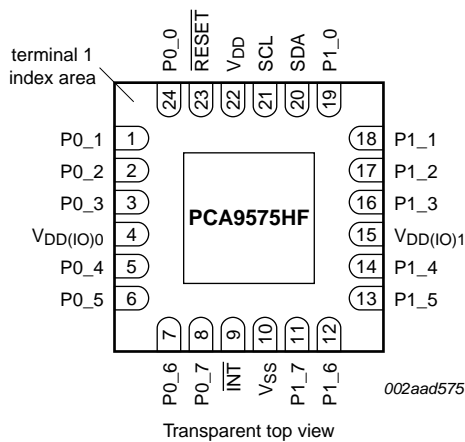 terminal 1
index area
P0_0
RESET
VDD
SCL
SDA
P1_0
24
23
22
21
20
19
P0_1 1
P0_2 2
P0_3 3
VDD(IO)0 4
P0_4 5
P0_5 6
PCA9575HF
18 P1_1
17 P1_2
16 P1_3
15 VDD(IO)1
14 P1_4
13 P1_5
7
8
9
10
11
12
P0_6
P0_7
INT
VSS
P1_7
P1_6
002aad575
Transparent top view